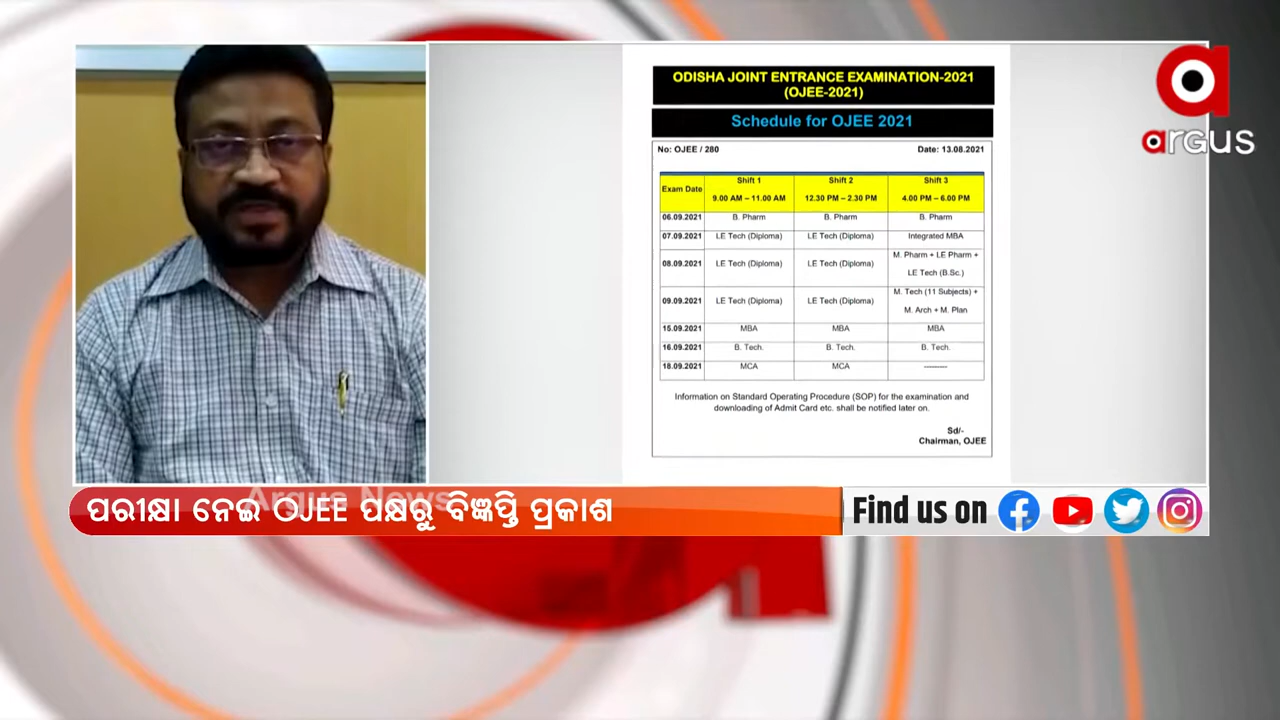 ODISHA JOINT ENTRANCE EXAMINATION-2021
(OJEE-2021)
Schedule for OJEE 2021
No: OJEE / 280 Date: 13.08.2021
Exam Date Shift 1 Shift 2 Shift 3
9.00 AM – 11.00 AM 12.30 PM – 2.30 PM 4.00 PM – 6.00 PM
06.09.2021 B. Pharm B. Pharm B. Pharm
07.09.2021 LE Tech (Diploma) LE Tech (Diploma) Integrated MBA
08.09.2021 LE Tech (Diploma) LE Tech (Diploma) M. Pharm + LE Pharm +
LE Tech (B.Sc.)
09.09.2021 LE Tech (Diploma) LE Tech (Diploma) M. Tech (11 Subjects) +
M. Arch + M. Plan
15.09.2021 MBA MBA MBA
16.09.2021 B. Tech. B. Tech. B. Tech.
18.09.2021 MCA MCA ----------
Information on Standard Operating Procedure (SOP) for the examination and
downloading of Admit Card etc. shall be notified later on.
Sd/-
Chairman, OJEE
argus
Argus News
ପରୀକ୍ଷା ନେଇ OJEE ପକ୍ଷରୁ ବିଜ୍ଞପ୍ତି ପ୍ରକାଶ
Find us on